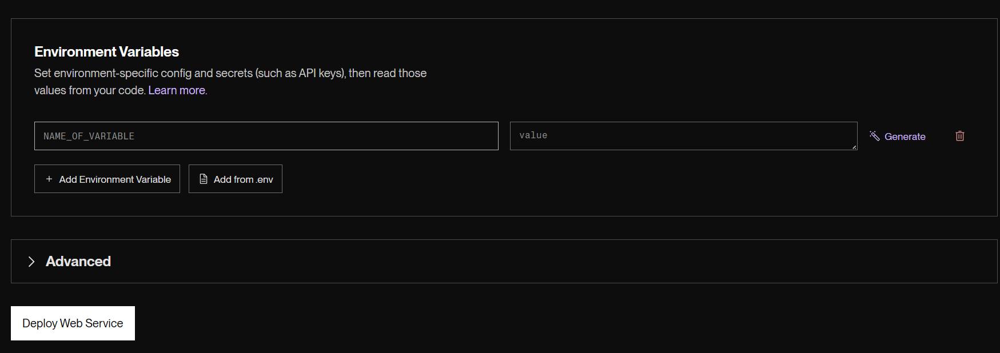 Environment Variables
Set environment-specific config and secrets (such as API keys), then read those
values from your code. Learn more.
NAME_OF_VARIABLE
value
Generate
+ Add Environment Variable
Add from .env
Advanced
Deploy Web Service